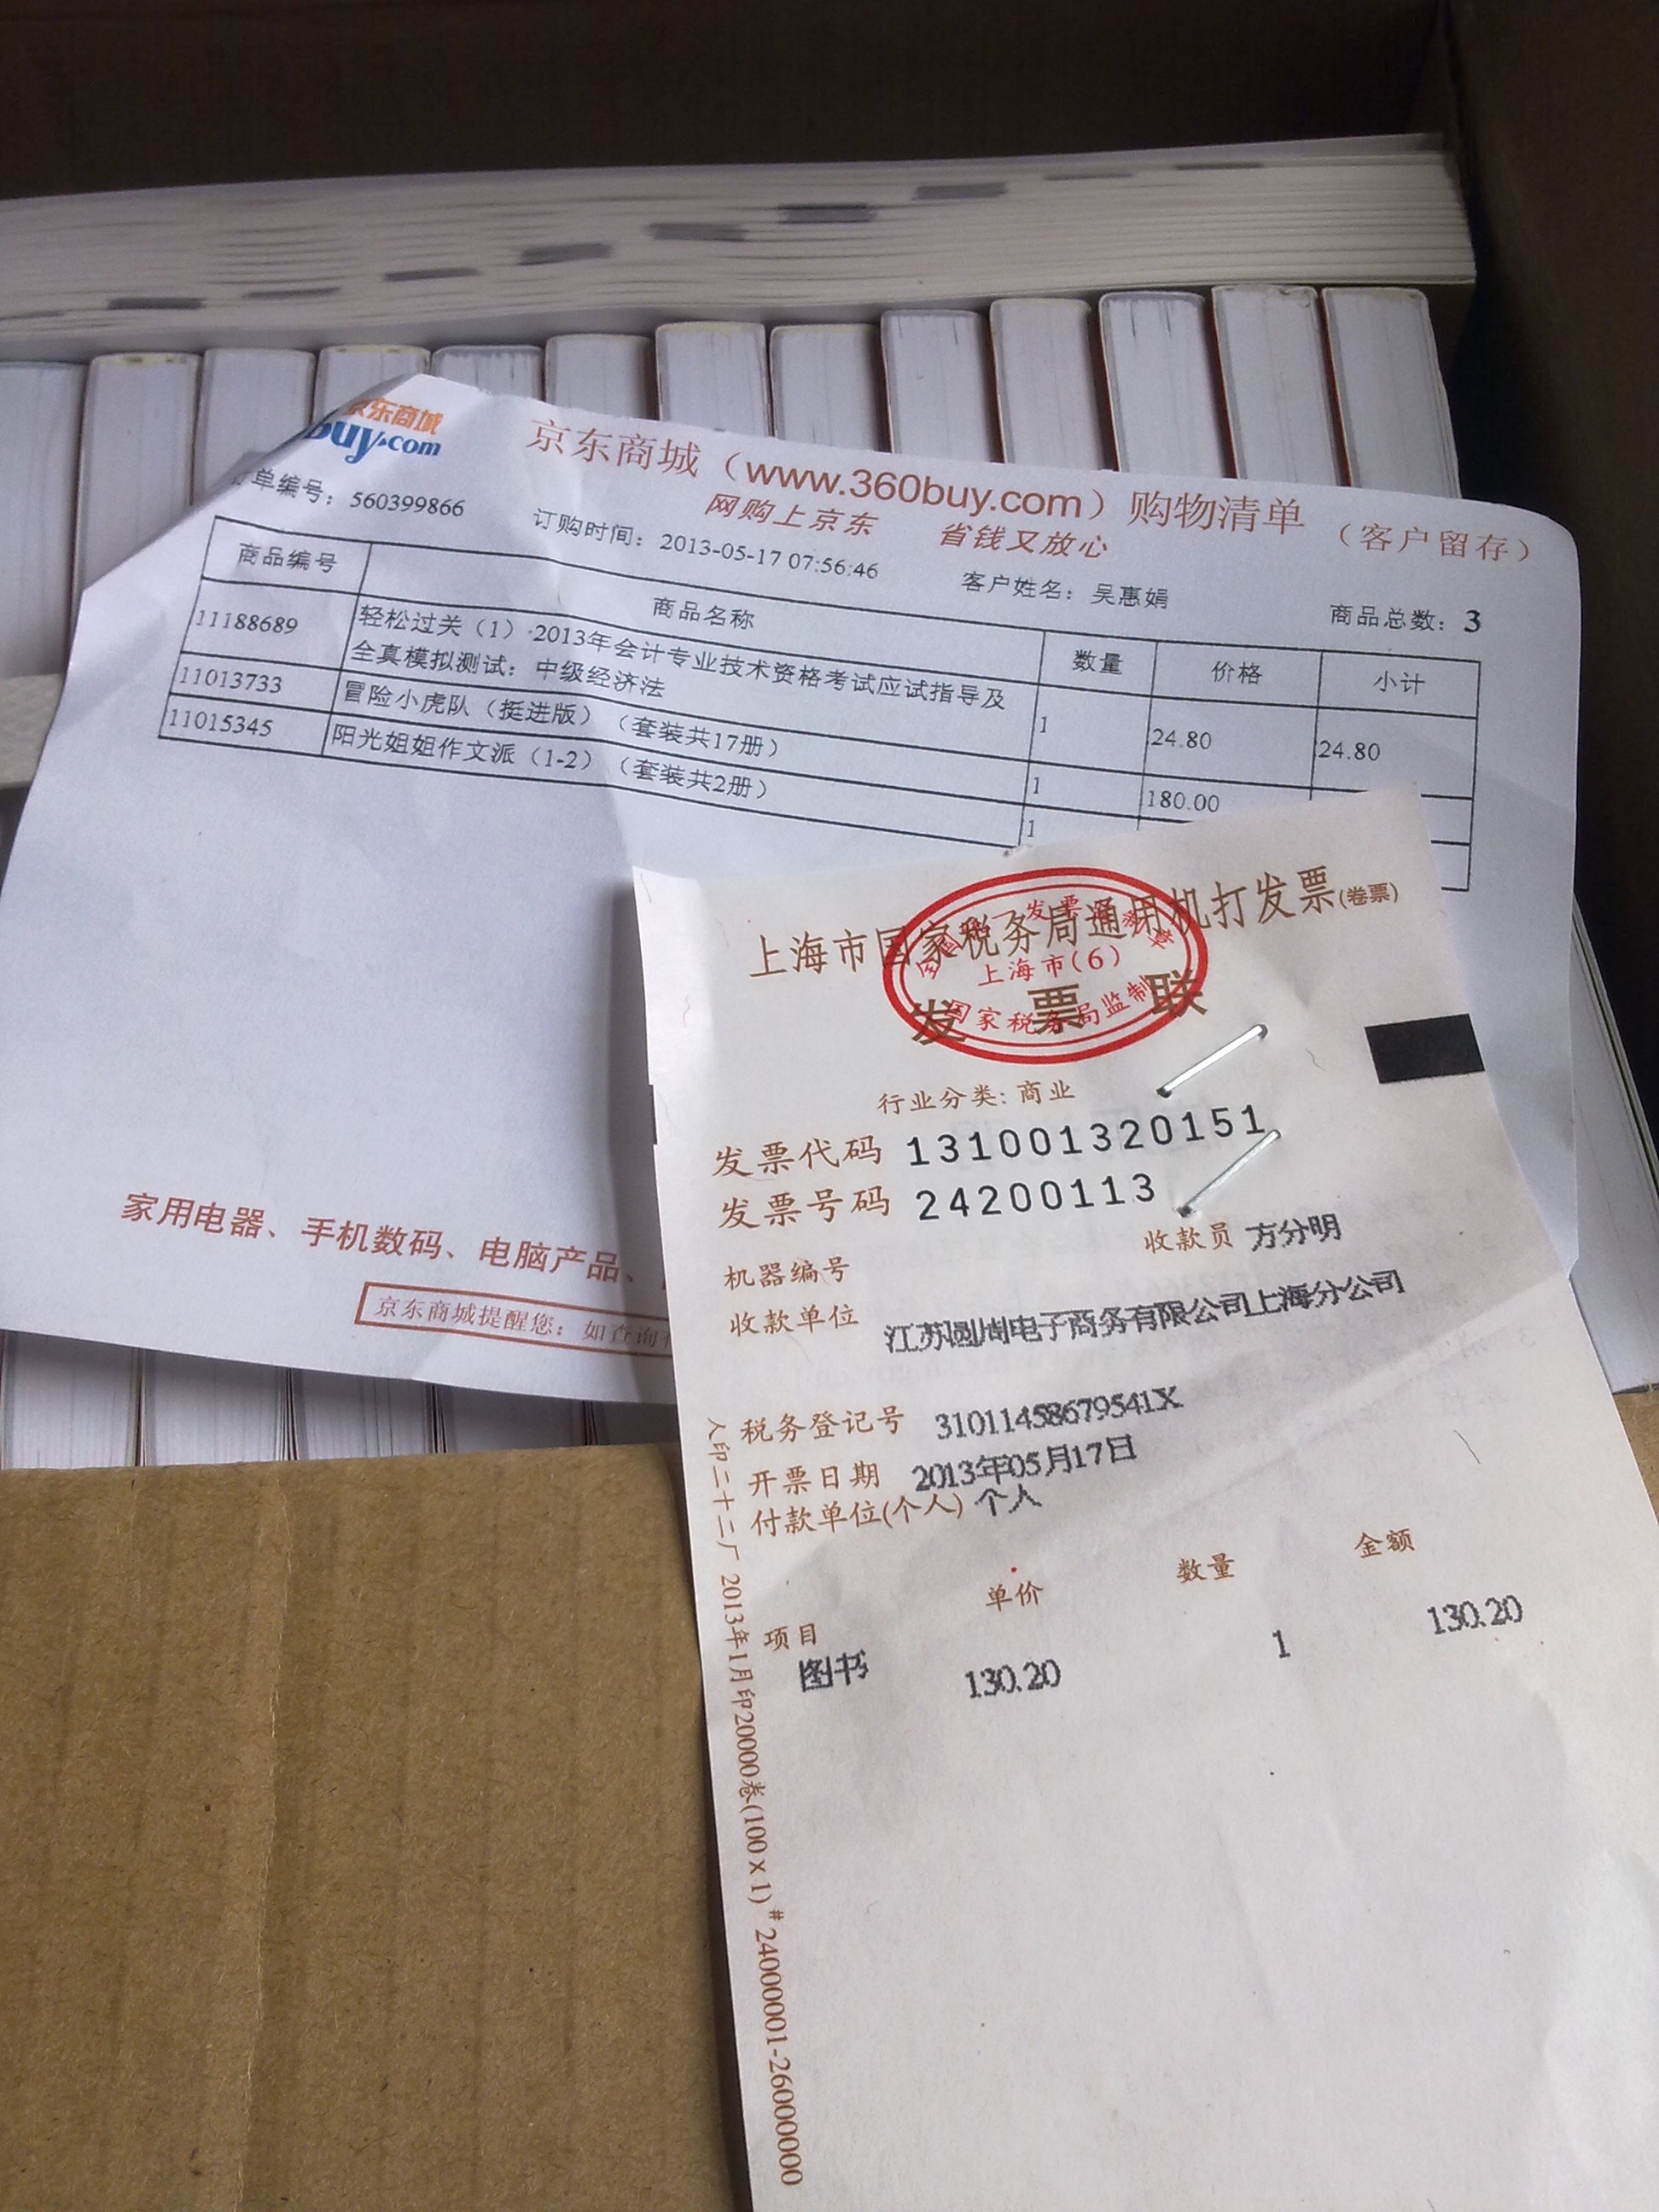 京东商城
buy.com
京东商城（www.360buy.com）购物清单（客户留存）
网购上京东 省钱又放心
单编号：560399866 订购时间：2013-05-17 07:56:46 客户姓名：吴惠娟 商品总数：3
商品编号 商品名称 数量 价格 小计
11188689 轻松过关（1）·2013年会计专业技术资格考试应试指导及 1 24.80 24.80
全真模拟测试：中级经济法
11013733 冒险小虎队（挺进版）（套装共17册） 1 180.00
11015345 阳光姐姐作文派（1-2）（套装共2册） 1
家用电器、手机数码、电脑产品、
京东商城提醒您：如查询
上海市国家税务局通用机打发票(卷票)
发票联
上海市(6)
国家税务局监制
行业分类：商业
发票代码 131001320151
发票号码 24200113
机器编号 收款员 方分明
收款单位 江苏圆周电子商务有限公司上海分公司
税务登记号 31011458679541X
开票日期 2013年05月17日
付款单位(个人) 个人
项目 单价 数量 金额
图书 130.20 1 130.20
印二十二厂 2013年1月印20000卷(100 x 1) # 24000001-26000000